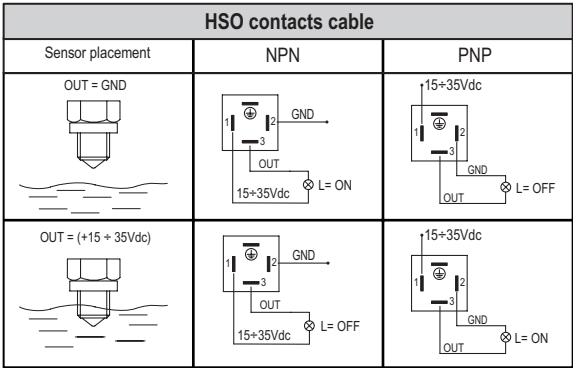 HSO contacts cable
Sensor placement
NPN
PNP
OUT = GND
1
2
3
GND
OUT
15÷35Vdc
L= ON
15÷35Vdc
1
2
3
GND
OUT
L= OFF
OUT = (+15 ÷ 35Vdc)
1
2
3
GND
OUT
15÷35Vdc
L= OFF
15÷35Vdc
1
2
3
GND
OUT
L= ON